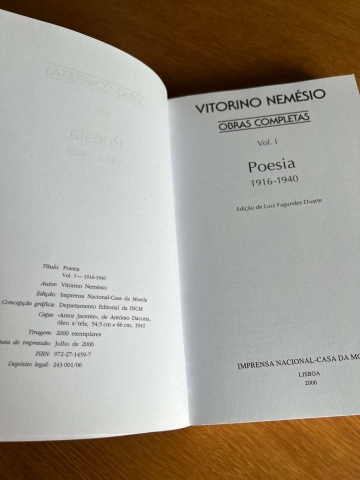 Título: Poesia
Vol. I — 1916-1940
Autor: Vitorino Nemésio
Edição: Imprensa Nacional-Casa da Moeda
Concepção gráfica: Departamento Editorial da INCM
Capa: «Amor Jacente», de António Dacosta,
óleo s/tela, 54,5 cm × 66 cm, 1941
Tiragem: 2000 exemplares
de impressão: Julho de 2006
ISBN: 972-27-1459-7
Depósito legal: 243 001/06
VITORINO NEMÉSIO
OBRAS COMPLETAS
Vol. I
Poesia
1916-1940
Edição de Luiz Fagundes Duarte
IMPRENSA NACIONAL-CASA DA MO
LISBOA
2006